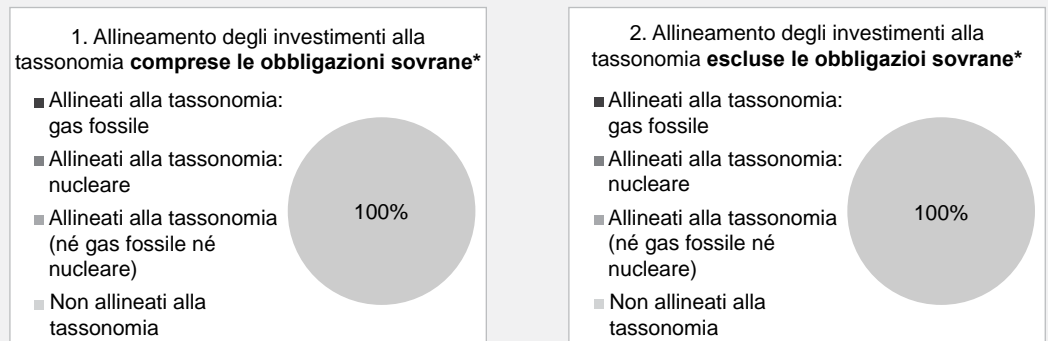 1. Allineamento degli investimenti alla
tassonomia comprese le obbligazioni sovrane*
Allineati alla tassonomia:
gas fossile
Allineati alla tassonomia:
nucleare
Allineati alla tassonomia
(né gas fossile né
nucleare)
Non allineati alla
tassonomia
100%
2. Allineamento degli investimenti alla
tassonomia escluse le obbligazioi sovrane*
Allineati alla tassonomia:
gas fossile
Allineati alla tassonomia:
nucleare
Allineati alla tassonomia
(né gas fossile né
nucleare)
Non allineati alla
tassonomia
100%